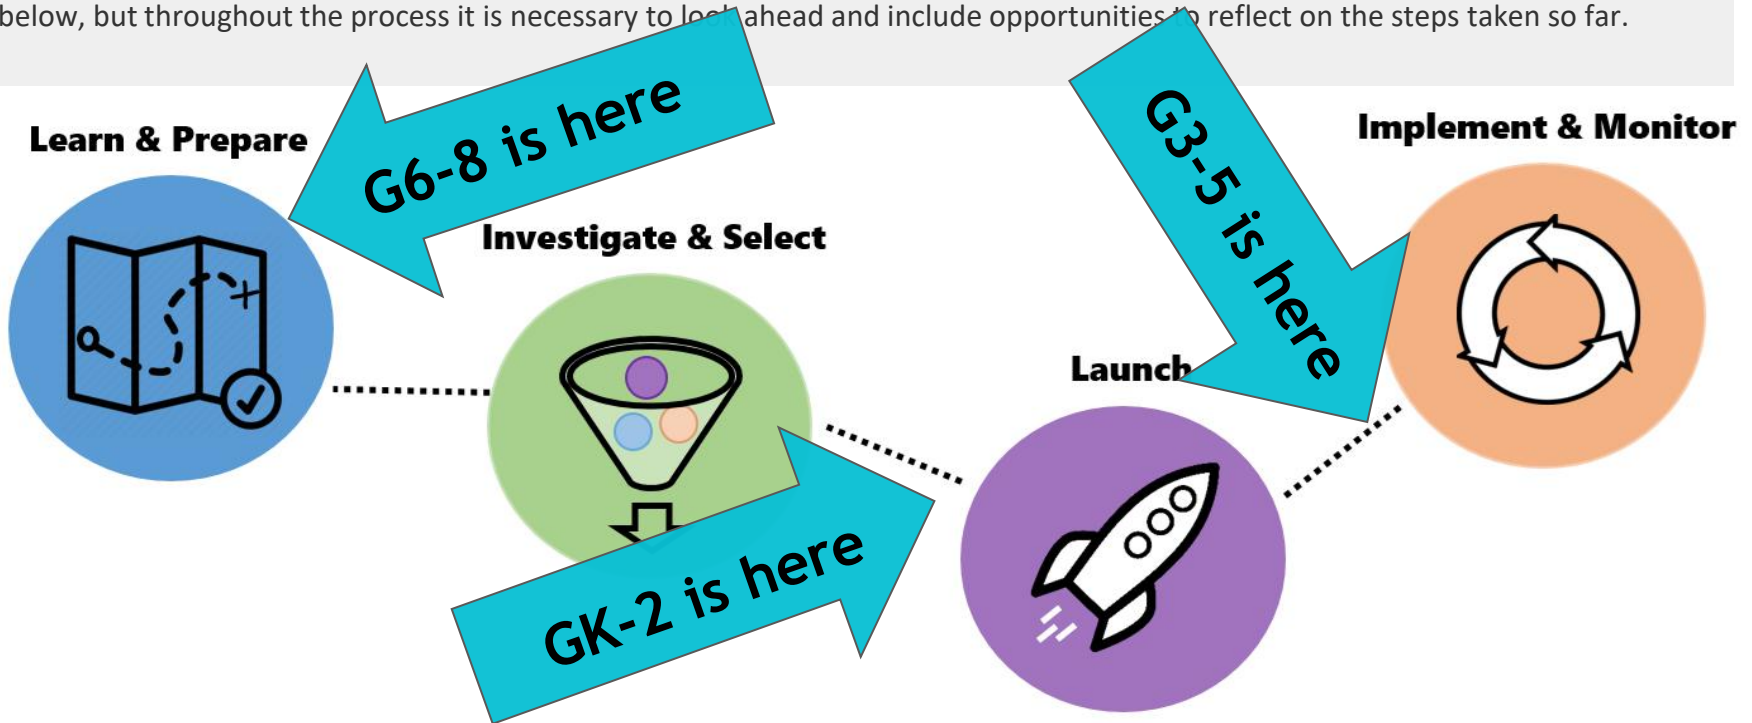 below, but throughout the process it is necessary to look ahead and include opportunities to reflect on the steps taken so far.
Learn & Prepare
G6-8 is here
Investigate & Select
GK-2 is here
Launch
G3-5 is here
Implement & Monitor